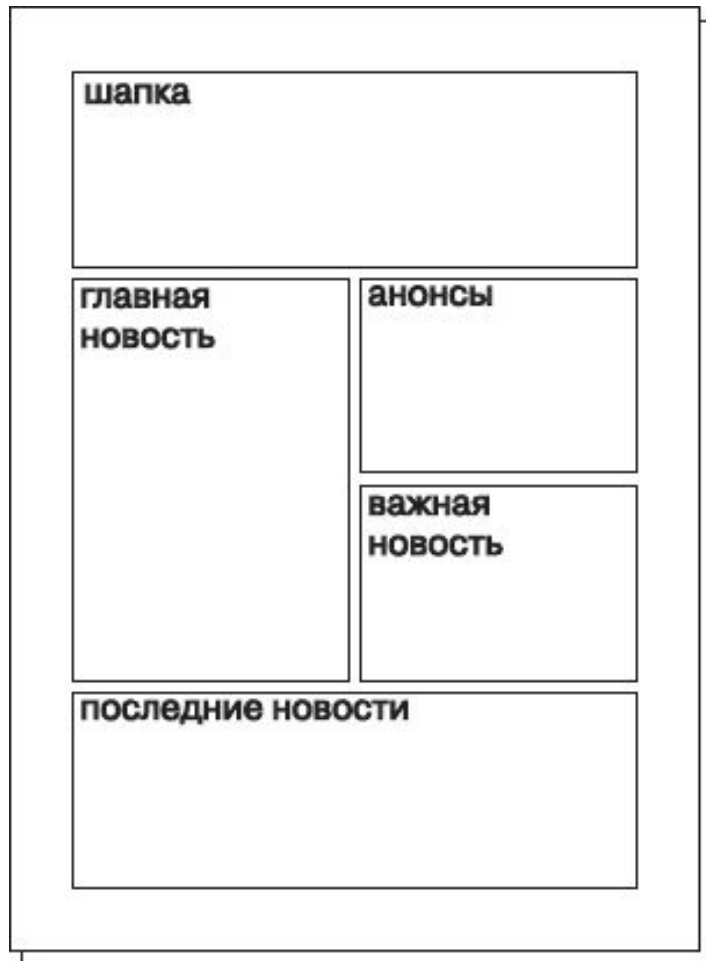 шапка
главная
новость
анонсы
важная
новость
последние новости